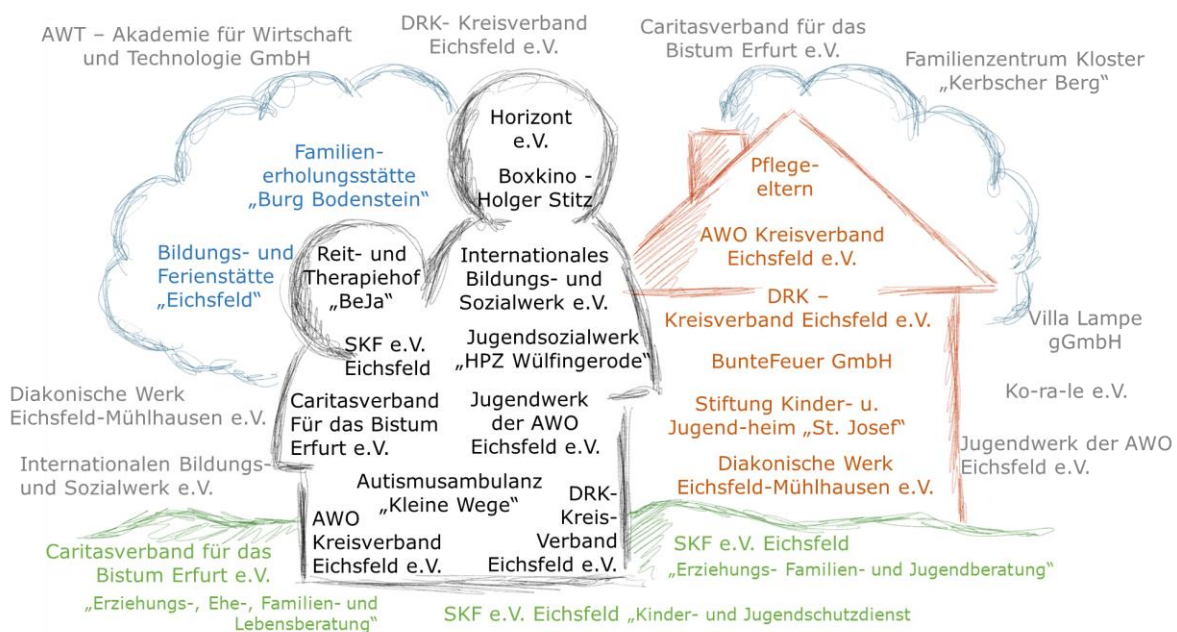 AWT – Akademie für Wirtschaft
und Technologie GmbH
DRK- Kreisverband
Eichsfeld e.V.
Caritasverband für das
Bistum Erfurt e.V.
Familienzentrum Kloster
„Kerbscher Berg“
Horizont
e.V.
Boxkino -
Holger Stitz
Familien-
erholungsstätte
„Burg Bodenstein“
Bildungs- und
Ferienstätte
„Eichsfeld“
Reit- und
Therapiehof
„BeJa“
Internationales
Bildungs- und
Sozialwerk e.V.
SKF e.V.
Eichsfeld
Jugendsozialwerk
„HPZ Wülfingerode“
Caritasverband
Für das Bistum
Erfurt e.V.
Jugendwerk
der AWO
Eichsfeld e.V.
Autismusambulanz
„Kleine Wege“
AWO
Kreisverband
Eichsfeld e.V.
DRK-
Kreis-
Verband
Eichsfeld e.V.
Pflege-
eltern
AWO Kreisverband
Eichsfeld e.V.
DRK –
Kreisverband Eichsfeld e.V.
BunteFeuer GmbH
Stiftung Kinder- u.
Jugend-heim „St. Josef“
Diakonische Werk
Eichsfeld-Mühlhausen e.V.
Villa Lampe
gGmbH
Ko-ra-le e.V.
Jugendwerk der AWO
Eichsfeld e.V.
Diakonische Werk
Eichsfeld-Mühlhausen e.V.
Internationalen Bildungs-
und Sozialwerk e.V.
Caritasverband für das
Bistum Erfurt e.V.
„Erziehungs-, Ehe-, Familien- und
Lebensberatung“
SKF e.V. Eichsfeld
„Erziehungs- Familien- und Jugendberatung“
SKF e.V. Eichsfeld „Kinder- und Jugendschutzdienst